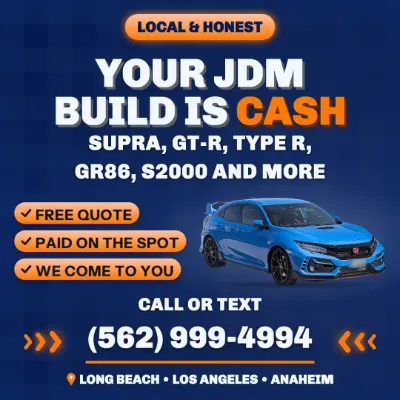 LOCAL & HONEST
YOUR JDM
BUILD IS CASH
SUPRA, GT-R, TYPE R,
GR86, S2000 AND MORE
FREE QUOTE
PAID ON THE SPOT
WE COME TO YOU
CALL OR TEXT
(562) 999-4994
LONG BEACH • LOS ANGELES • ANAHEIM